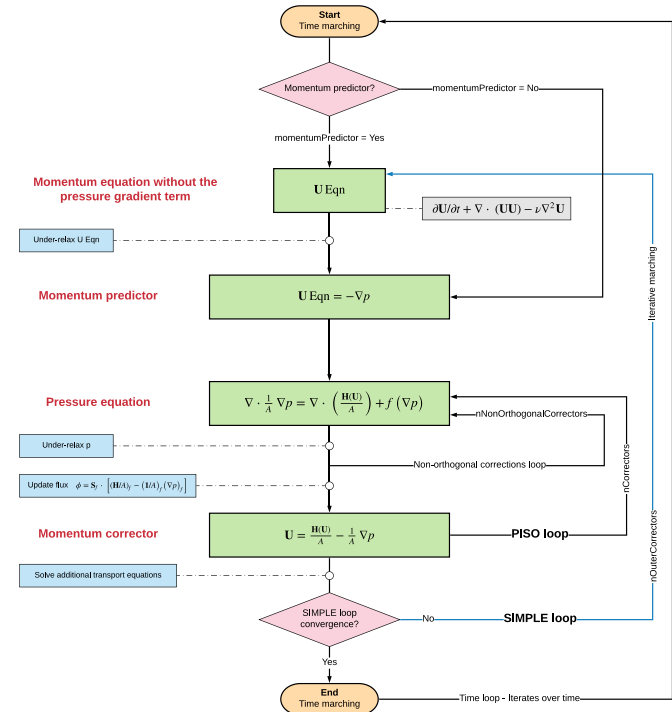 Start
Time marching
Momentum predictor?
momentumPredictor = No
momentumPredictor = Yes
Momentum equation without the
pressure gradient term
U Eqn
∂U/∂t + ∇ · (UU) − ν∇²U
Under-relax U Eqn
Iterative marching
Momentum predictor
U Eqn = −∇p
Pressure equation
∇ · 1/A ∇p = ∇ · (H(U)/A) + f (∇p)
nNonOrthogonalCorrectors
Under-relax p
Non-orthogonal corrections loop
nCorrectors
Update flux ϕ = S_f · [(H/A)_f − (1/A)_f (∇p)_f]
Momentum corrector
U = H(U)/A − 1/A ∇p
PISO loop
nOuterCorrectors
Solve additional transport equations
SIMPLE loop
convergence?
No
SIMPLE loop
Yes
End
Time marching
Time loop - Iterates over time